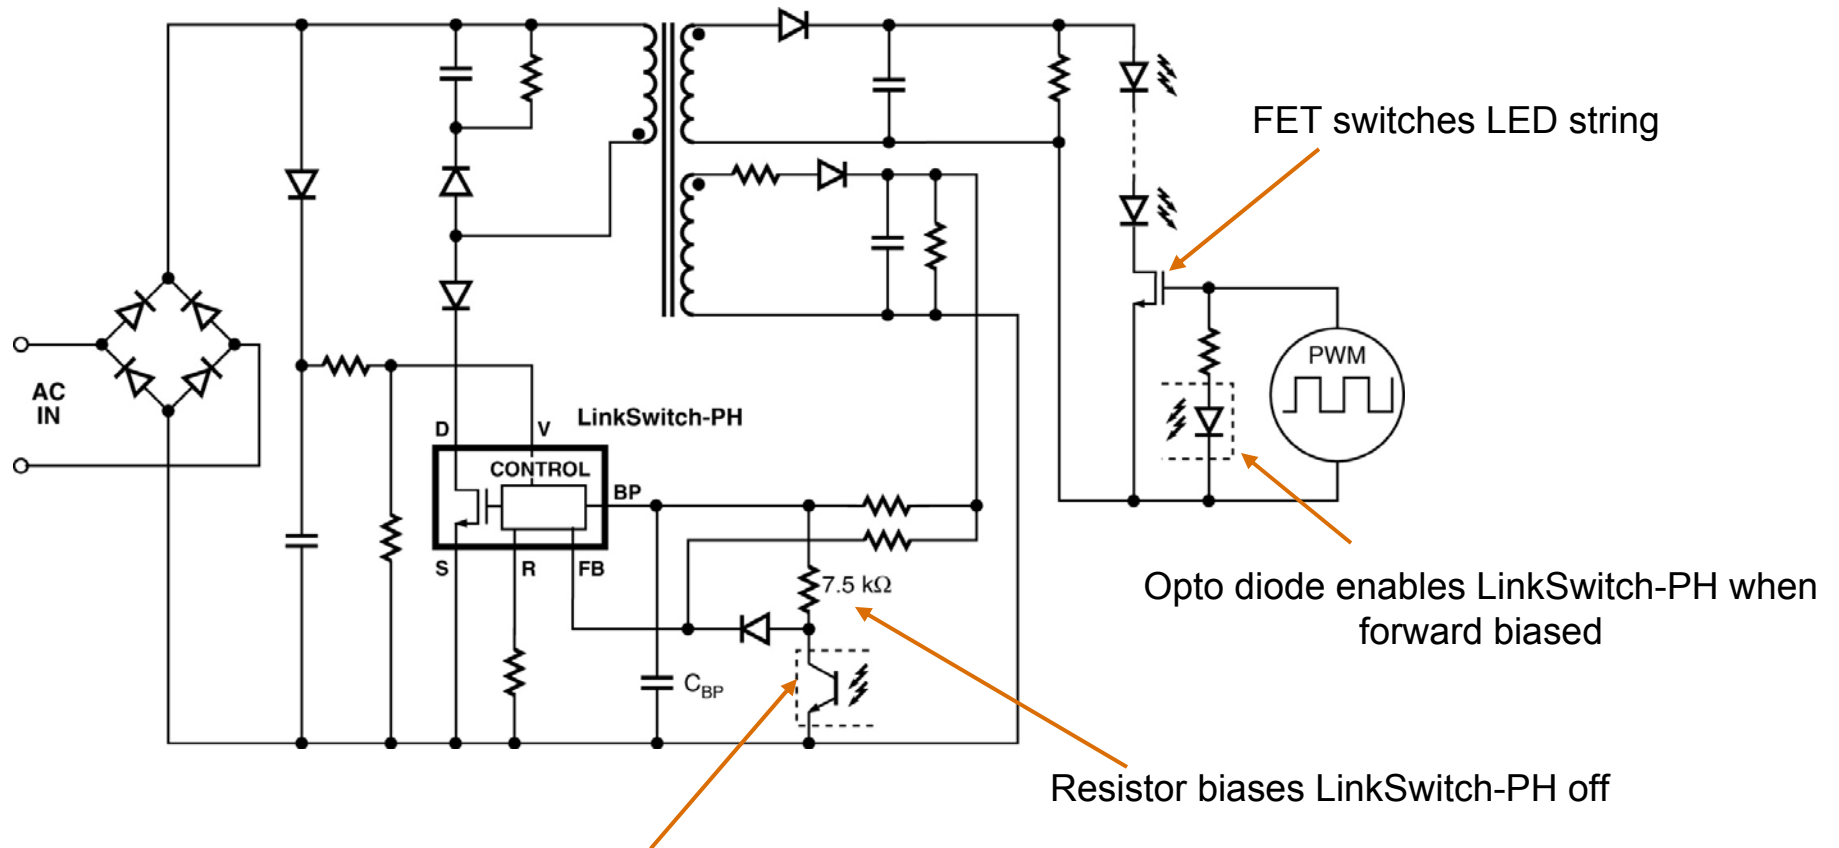 FET switches LED string
PWM
AC
IN
LinkSwitch-PH
D
V
CONTROL
BP
S
R
FB
7.5 kΩ
Opto diode enables LinkSwitch-PH when
forward biased
C_BP
Resistor biases LinkSwitch-PH off